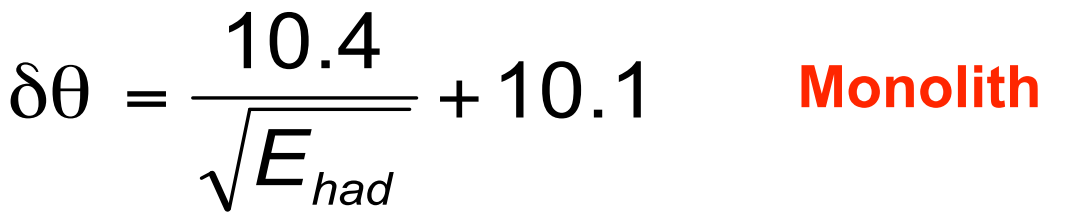 δθ = 10.4 / √E_had + 10.1 Monolith